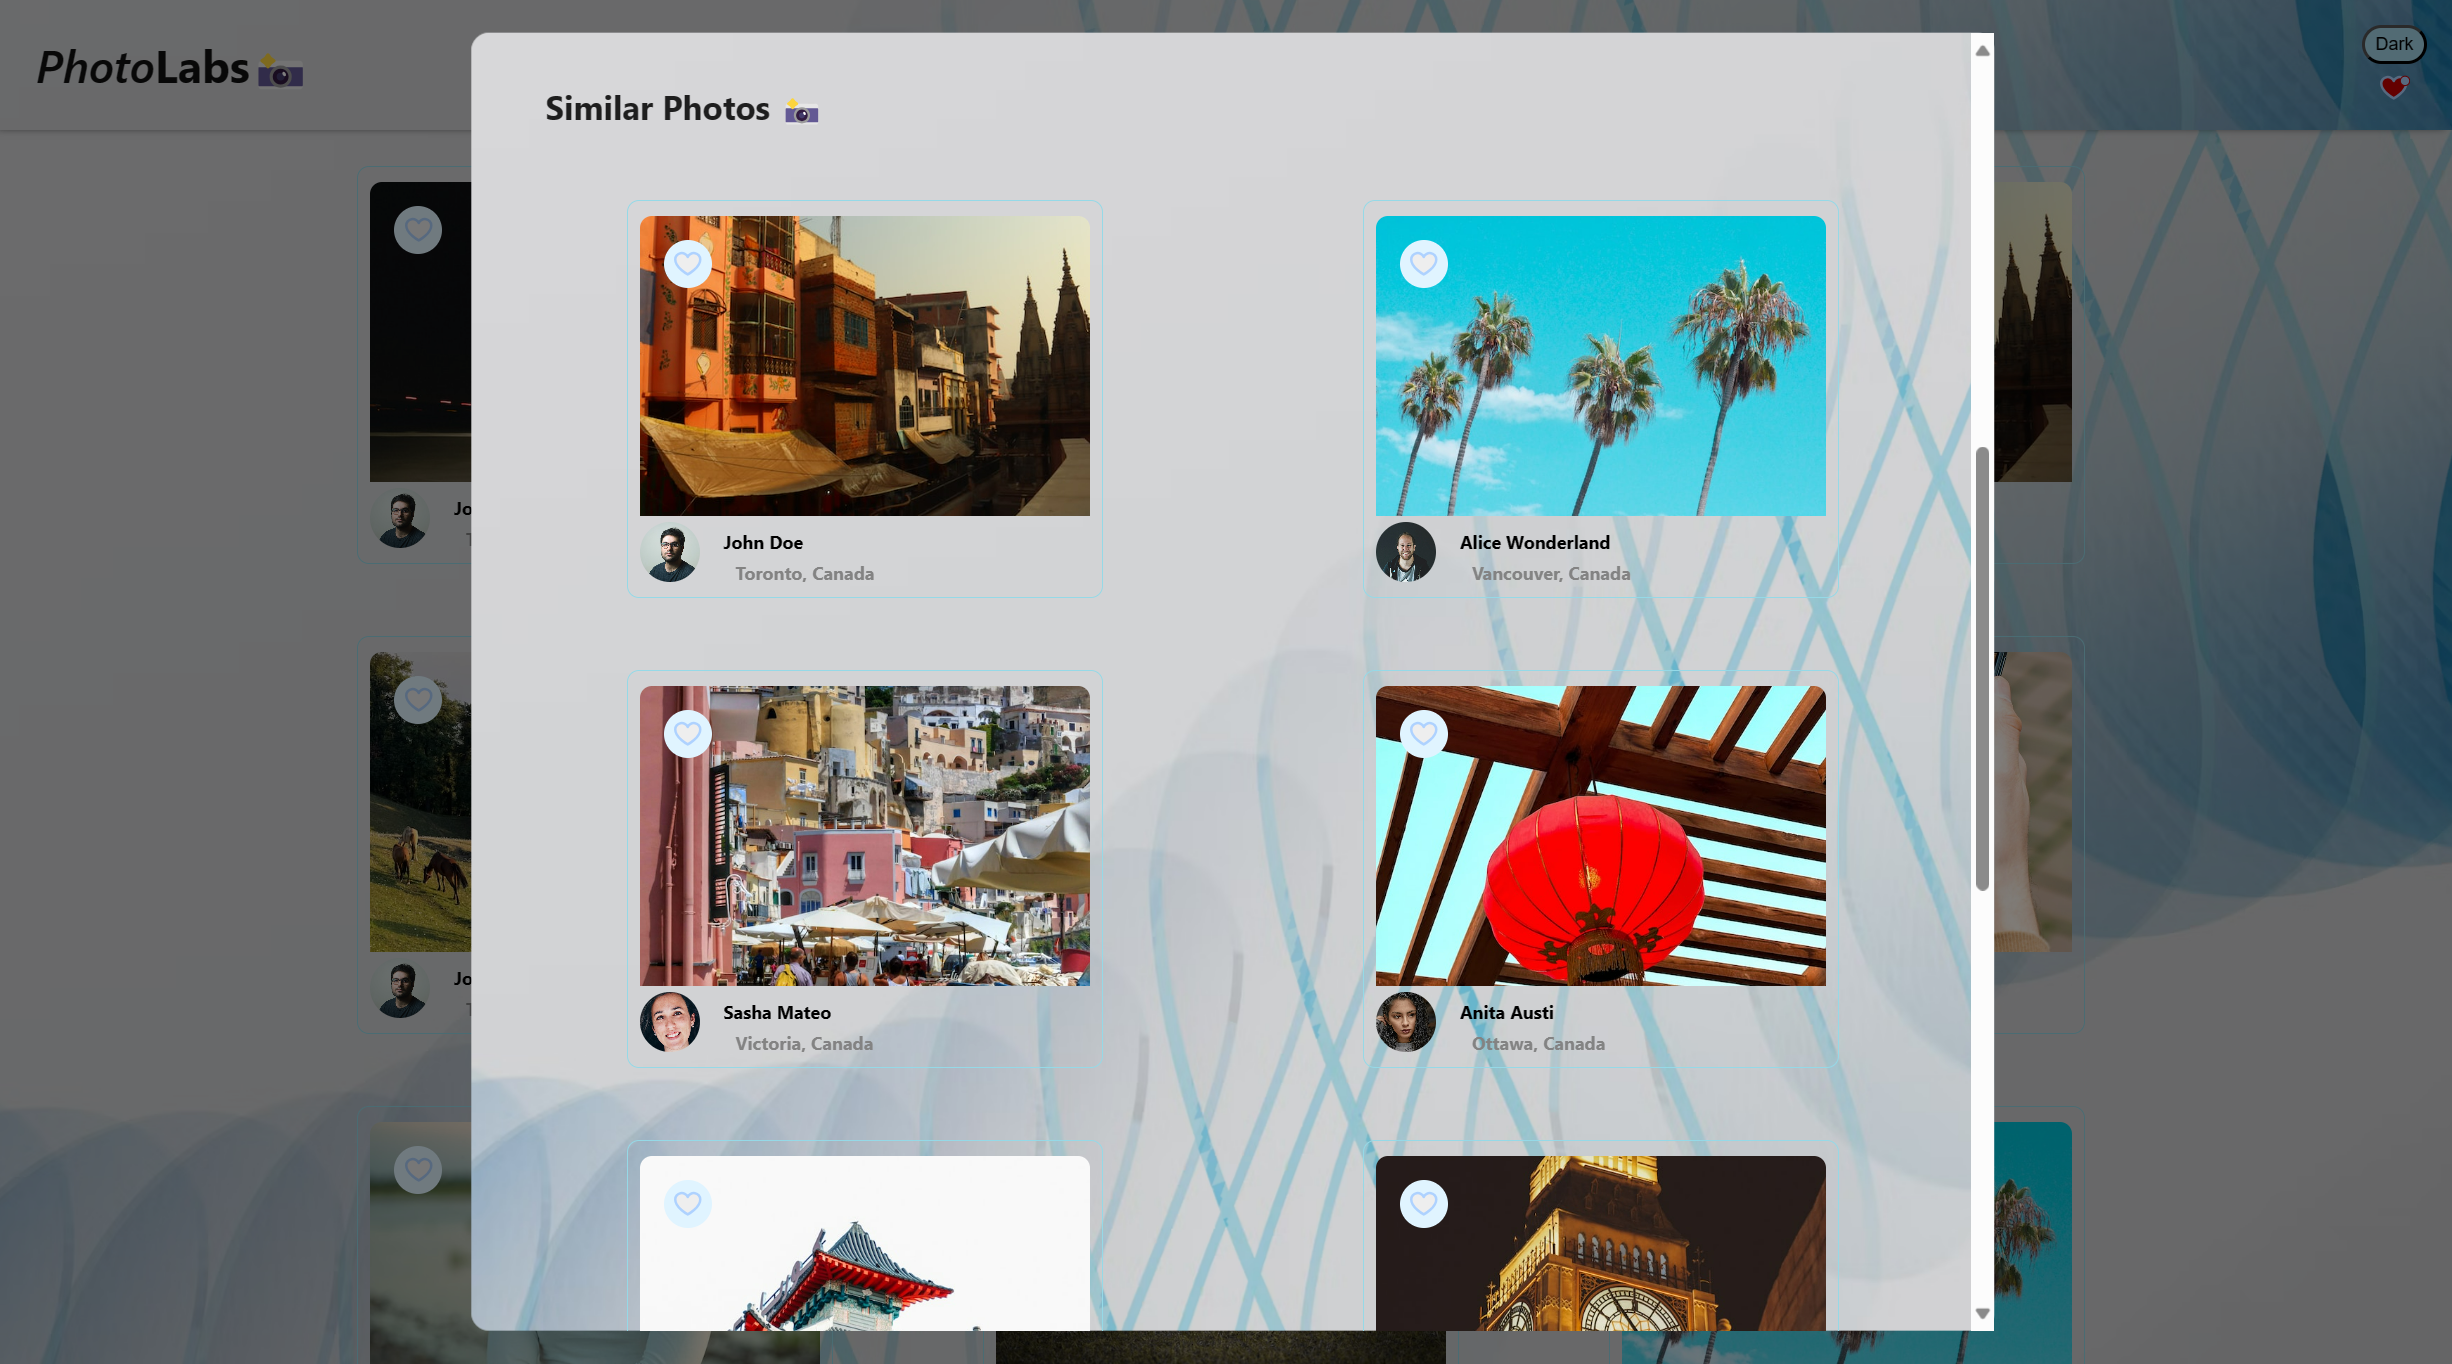 PhotoLabs
Dark
Similar Photos
Jo
T
John Doe
Toronto, Canada
Alice Wonderland
Vancouver, Canada
Jo
T
Sasha Mateo
Victoria, Canada
Anita Austi
Ottawa, Canada